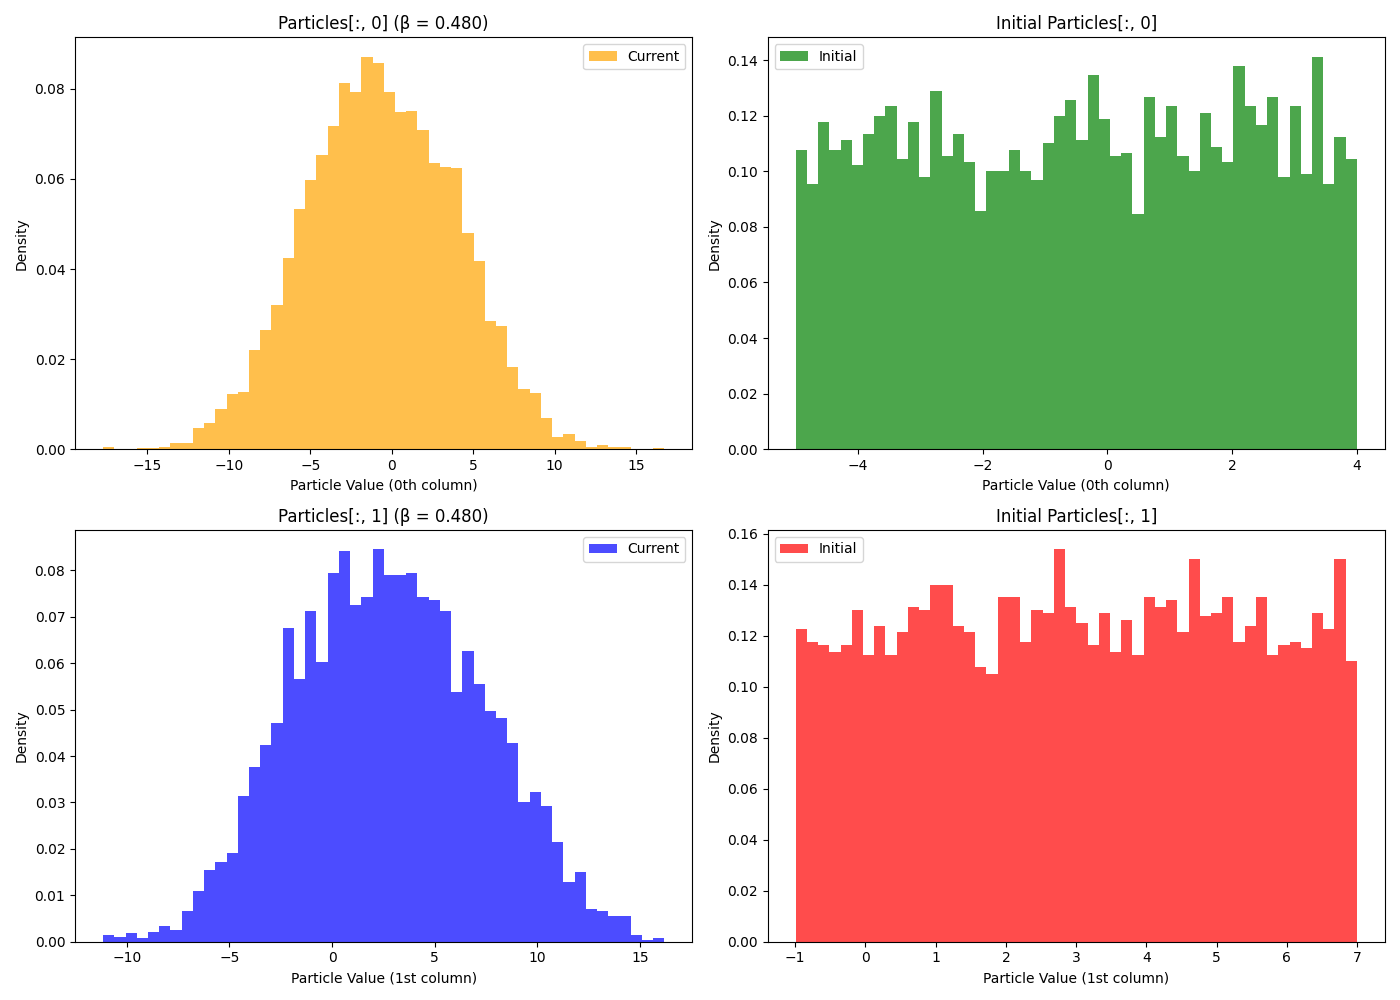 Particles[:, 0] (β = 0.480)
Current
Density
0.08
0.06
0.04
0.02
0.00
−15 −10 −5 0 5 10 15
Particle Value (0th column)
Initial Particles[:, 0]
Initial
Density
0.14
0.12
0.10
0.08
0.06
0.04
0.02
0.00
−4 −2 0 2 4
Particle Value (0th column)
Particles[:, 1] (β = 0.480)
Current
Density
0.08
0.07
0.06
0.05
0.04
0.03
0.02
0.01
0.00
−10 −5 0 5 10 15
Particle Value (1st column)
Initial Particles[:, 1]
Initial
Density
0.16
0.14
0.12
0.10
0.08
0.06
0.04
0.02
0.00
−1 0 1 2 3 4 5 6 7
Particle Value (1st column)